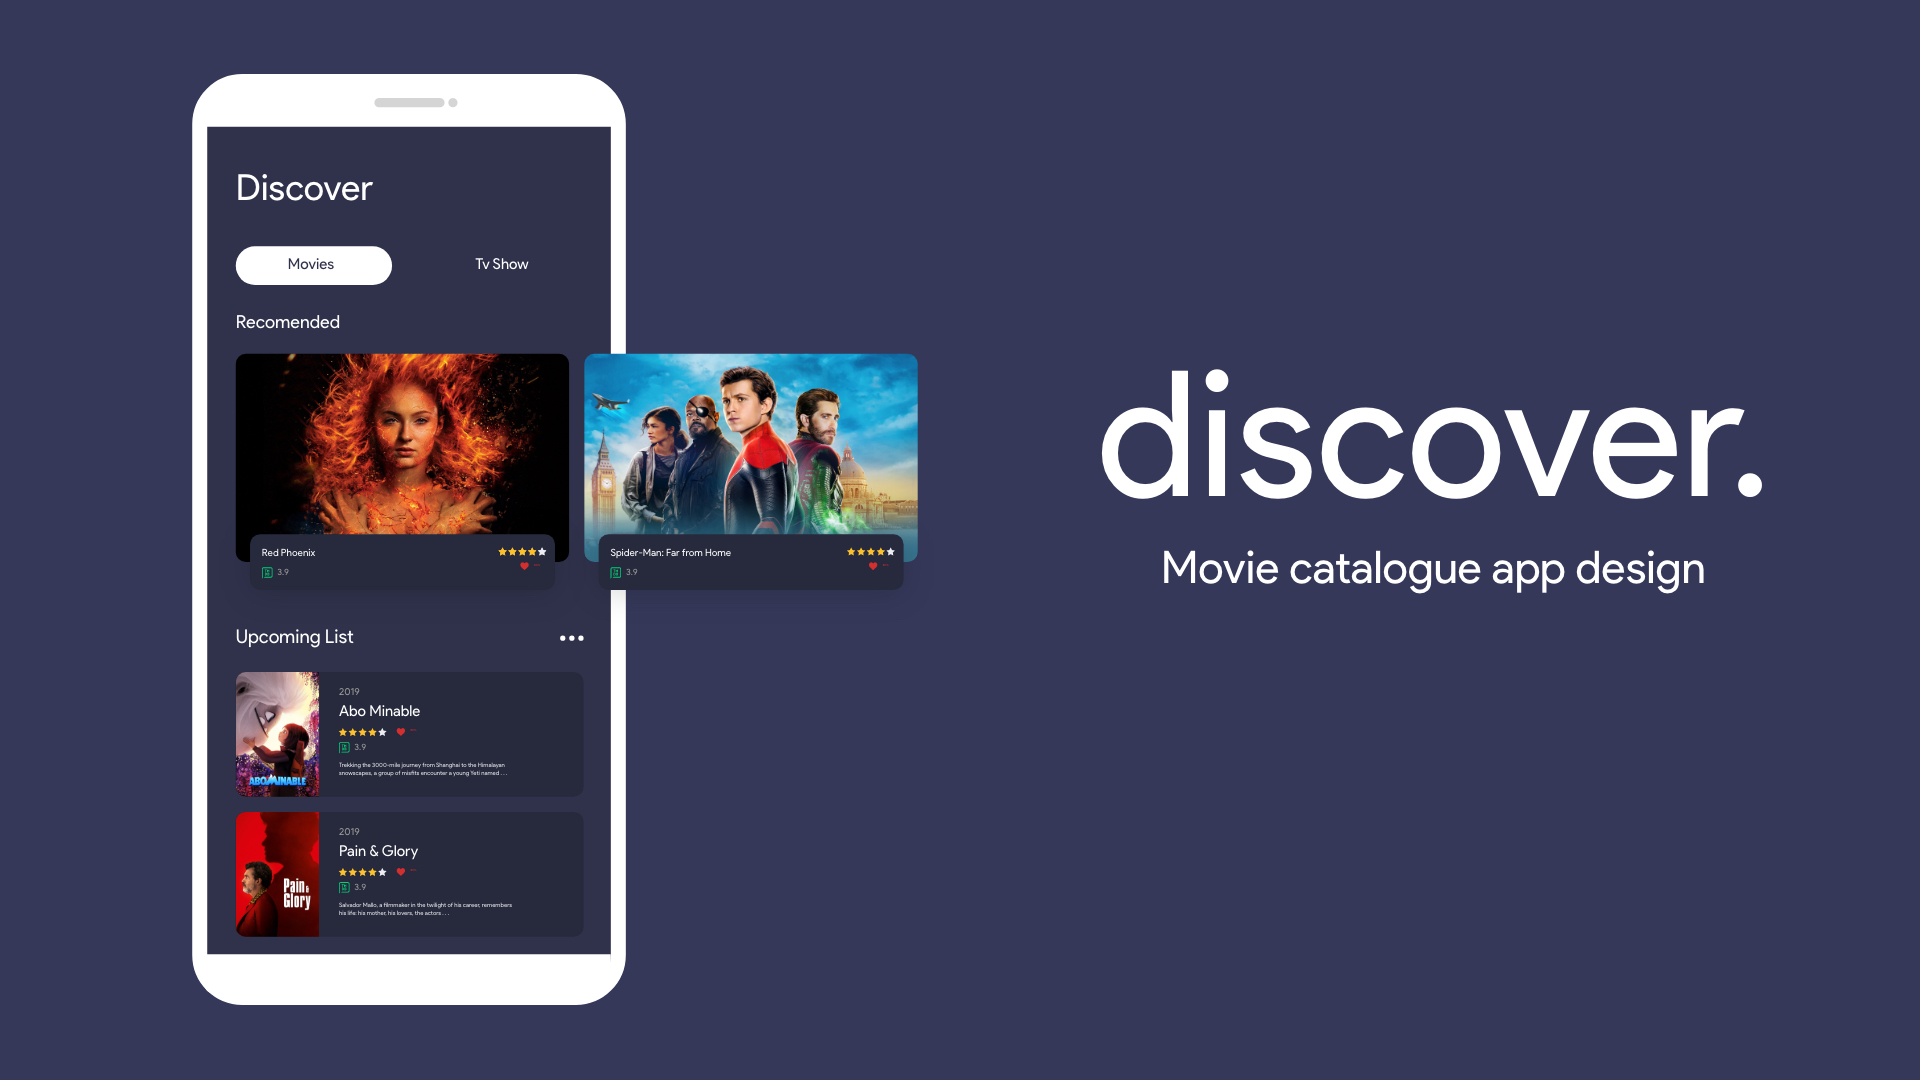 Discover
Movies
Tv Show
Recomended
Red Phoenix
3.9
Spider-Man: Far from Home
3.9
Upcoming List
2019
Abo Minable
3.9
Trekking the 3000-mile journey from Shanghai to the Himalayan
snowscapes, a group of misfits encounter a young Yeti named . . .
ABOMINABLE
2019
Pain & Glory
3.9
Salvador Mallo, a filmmaker in the twilight of his career, remembers
his life: his mother, his lovers, the actors . . .
Pain &
Glory
discover.
Movie catalogue app design